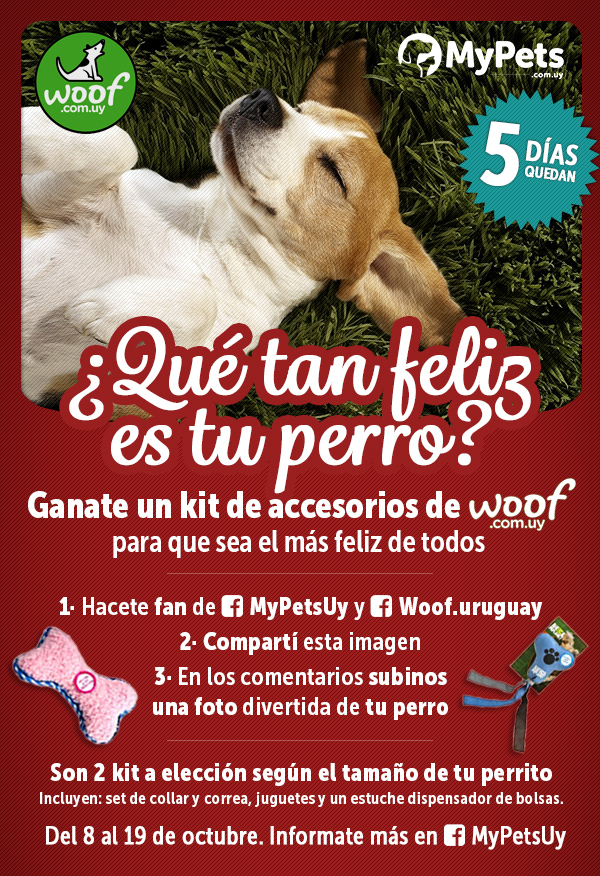 woof
.com.uy
MyPets
.com.uy
5 DÍAS
QUEDAN
¿Qué tan feliz
es tu perro?
Ganate un kit de accesorios de woof
.com.uy
para que sea el más feliz de todos
1· Hacete fan de MyPetsUy y Woof.uruguay
2· Compartí esta imagen
3· En los comentarios subinos
una foto divertida de tu perro
Son 2 kit a elección según el tamaño de tu perrito
Incluyen: set de collar y correa, juguetes y un estuche dispensador de bolsas.
Del 8 al 19 de octubre. Informate más en MyPetsUy